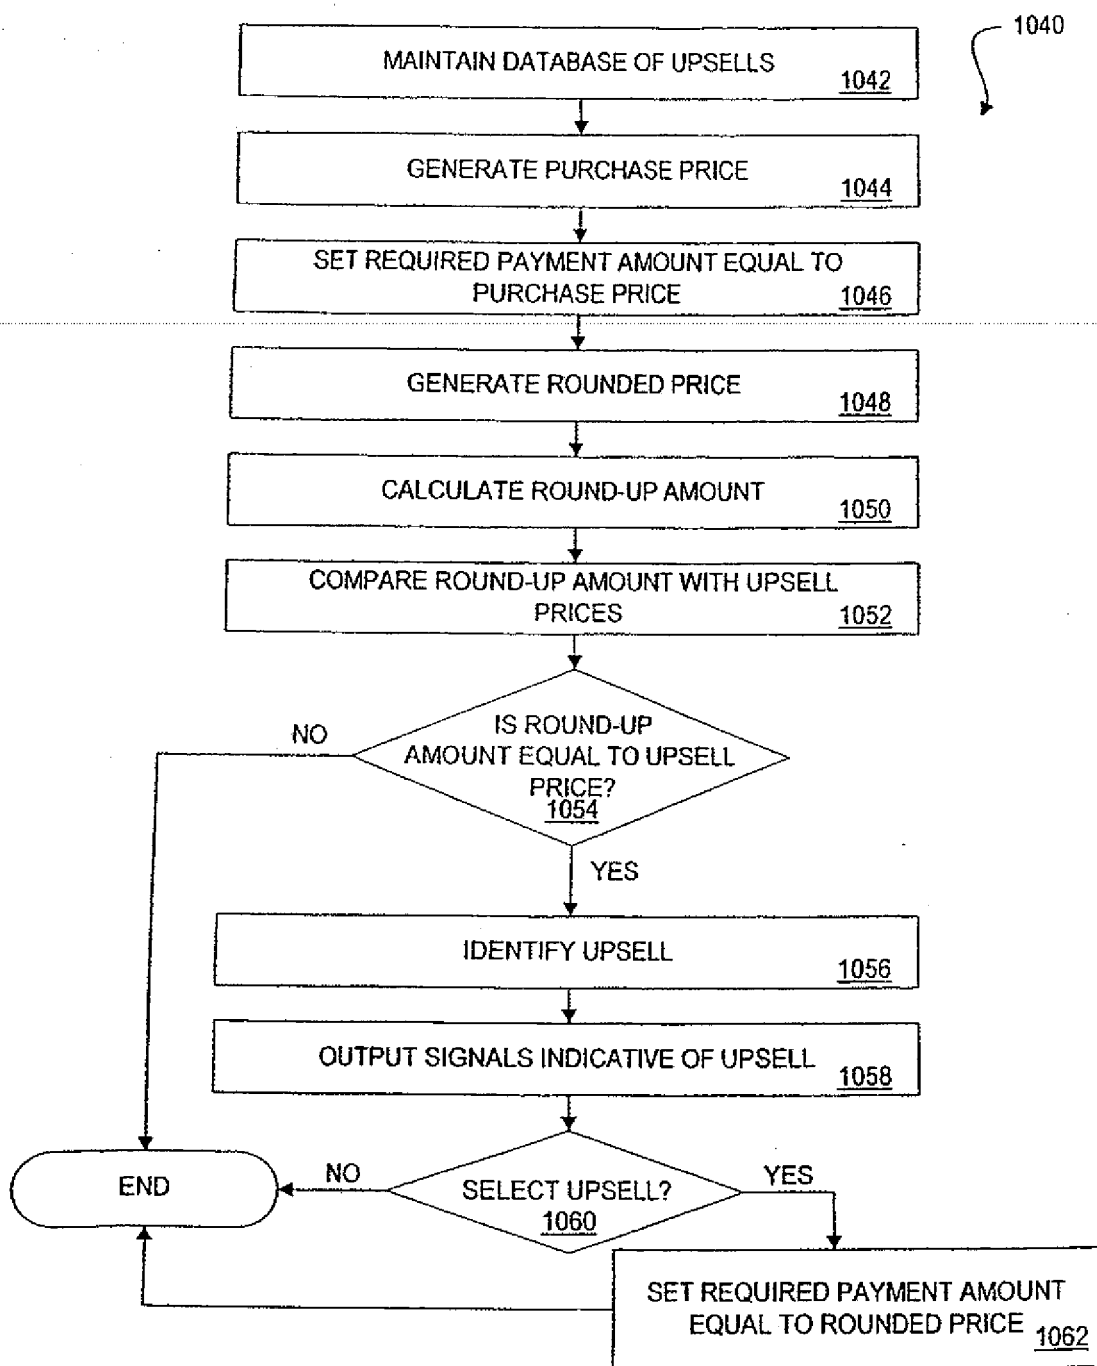 1040
MAINTAIN DATABASE OF UPSELLS
1042
GENERATE PURCHASE PRICE
1044
SET REQUIRED PAYMENT AMOUNT EQUAL TO
PURCHASE PRICE
1046
GENERATE ROUNDED PRICE
1048
CALCULATE ROUND-UP AMOUNT
1050
COMPARE ROUND-UP AMOUNT WITH UPSELL
PRICES
1052
IS ROUND-UP
AMOUNT EQUAL TO UPSELL
PRICE?
1054
NO
YES
IDENTIFY UPSELL
1056
OUTPUT SIGNALS INDICATIVE OF UPSELL
1058
END
NO
SELECT UPSELL?
1060
YES
SET REQUIRED PAYMENT AMOUNT
EQUAL TO ROUNDED PRICE
1062